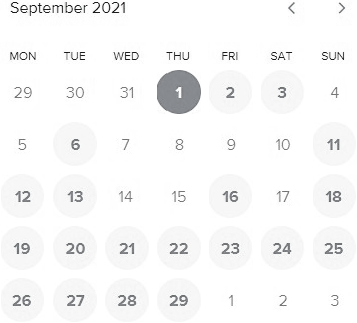 September 2021
MON TUE WED THU FRI SAT SUN
29 30 31 1 2 3 4
5 6 7 8 9 10 11
12 13 14 15 16 17 18
19 20 21 22 23 24 25
26 27 28 29 1 2 3